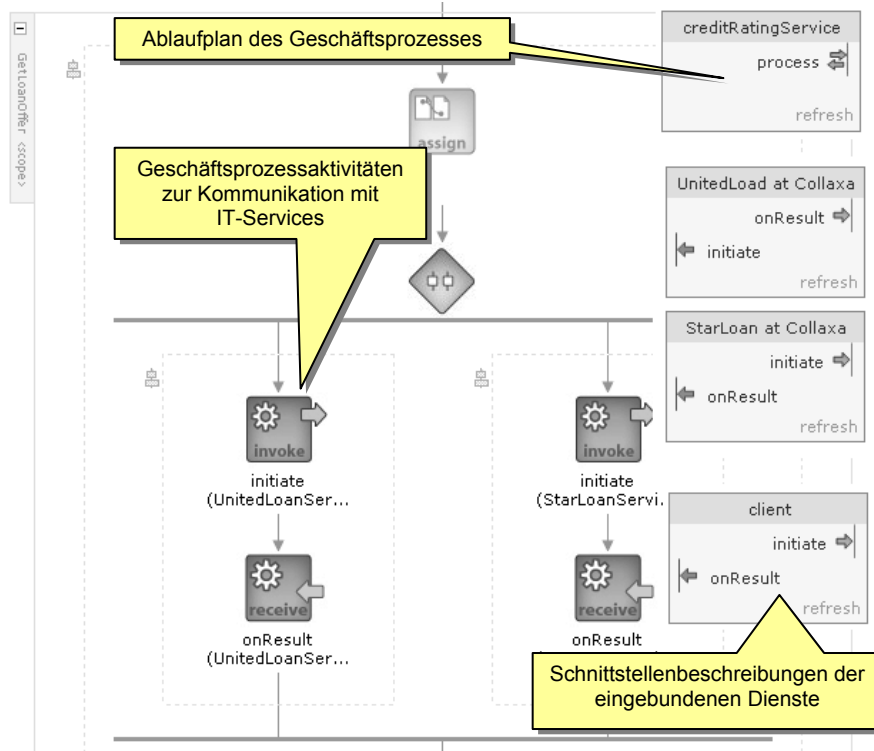 Ablaufplan des Geschäftsprozesses
creditRatingService
process
refresh
GetLoanOffer <scope>
assign
Geschäftsprozessaktivitäten
zur Kommunikation mit
IT-Services
UnitedLoad at Collaxa
onResult
initiate
refresh
StarLoan at Collaxa
initiate
onResult
refresh
invoke
initiate
(UnitedLoanSer...
invoke
initiate
(StarLoanServi.
client
initiate
onResult
refresh
receive
onResult
(UnitedLoanSer...
receive
onResult
Schnittstellenbeschreibungen der
eingebundenen Dienste